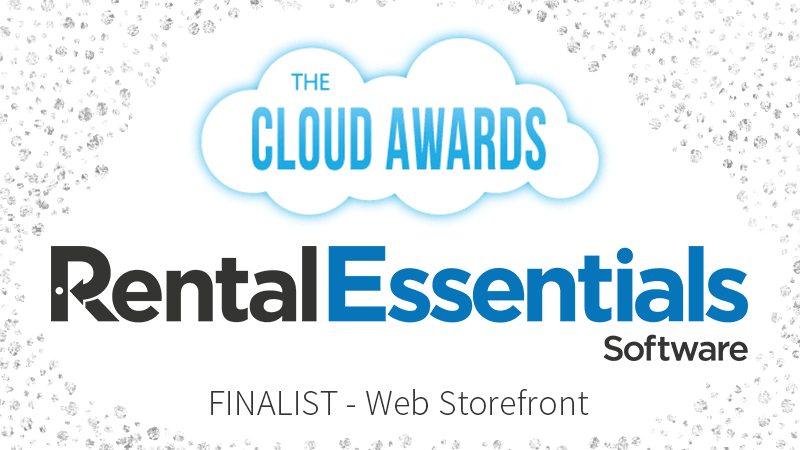 THE
CLOUD AWARDS
RentalEssentials
Software
FINALIST - Web Storefront